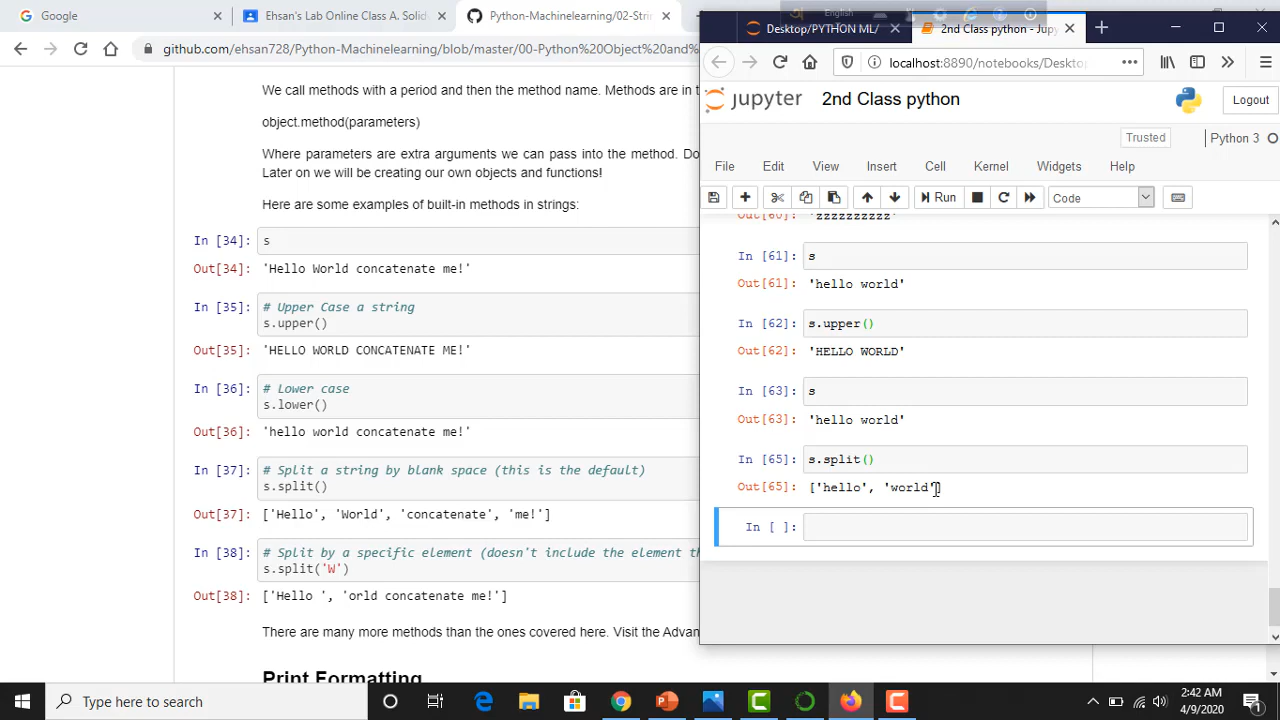 Google
Ehsan's Lab Online Class A. Solid
Python-Machinelearning/02-Strin
github.com/ehsan728/Python-Machinelearning/blob/master/00-Python%20Object%20and%
We call methods with a period and then the method name. Methods are in t
object.method(parameters)
Where parameters are extra arguments we can pass into the method. Do
Later on we will be creating our own objects and functions!
Here are some examples of built-in methods in strings:
In [34]: s
Out[34]: 'Hello World concatenate me!'
In [35]: # Upper Case a string
s.upper()
Out[35]: 'HELLO WORLD CONCATENATE ME!'
In [36]: # Lower case
s.lower()
Out[36]: 'hello world concatenate me!'
In [37]: # Split a string by blank space (this is the default)
s.split()
Out[37]: ['Hello', 'World', 'concatenate', 'me!']
In [38]: # Split by a specific element (doesn't include the element th
s.split('W')
Out[38]: ['Hello ', 'orld concatenate me!']
There are many more methods than the ones covered here. Visit the Advan
Print Formatting
English
Desktop/PYTHON ML/
2nd Class python - Jupy
localhost:8890/notebooks/Deskto
jupyter 2nd Class python
Logout
Trusted
Python 3
File Edit View Insert Cell Kernel Widgets Help
Run
Code
Out[60]: 'zzzzzzzzzz'
In [61]: s
Out[61]: 'hello world'
In [62]: s.upper()
Out[62]: 'HELLO WORLD'
In [63]: s
Out[63]: 'hello world'
In [65]: s.split()
Out[65]: ['hello', 'world']
In [ ]:
Type here to search
2:42 AM
4/9/2020
1